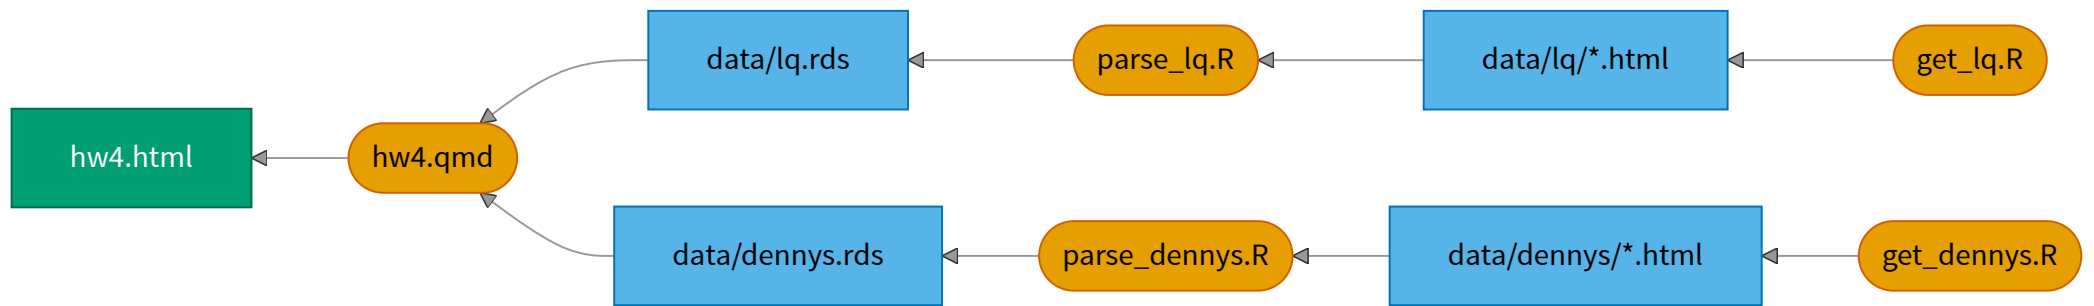 data/lq.rds
parse_lq.R
data/lq/*.html
get_lq.R
hw4.html
hw4.qmd
data/dennys.rds
parse_dennys.R
data/dennys/*.html
get_dennys.R